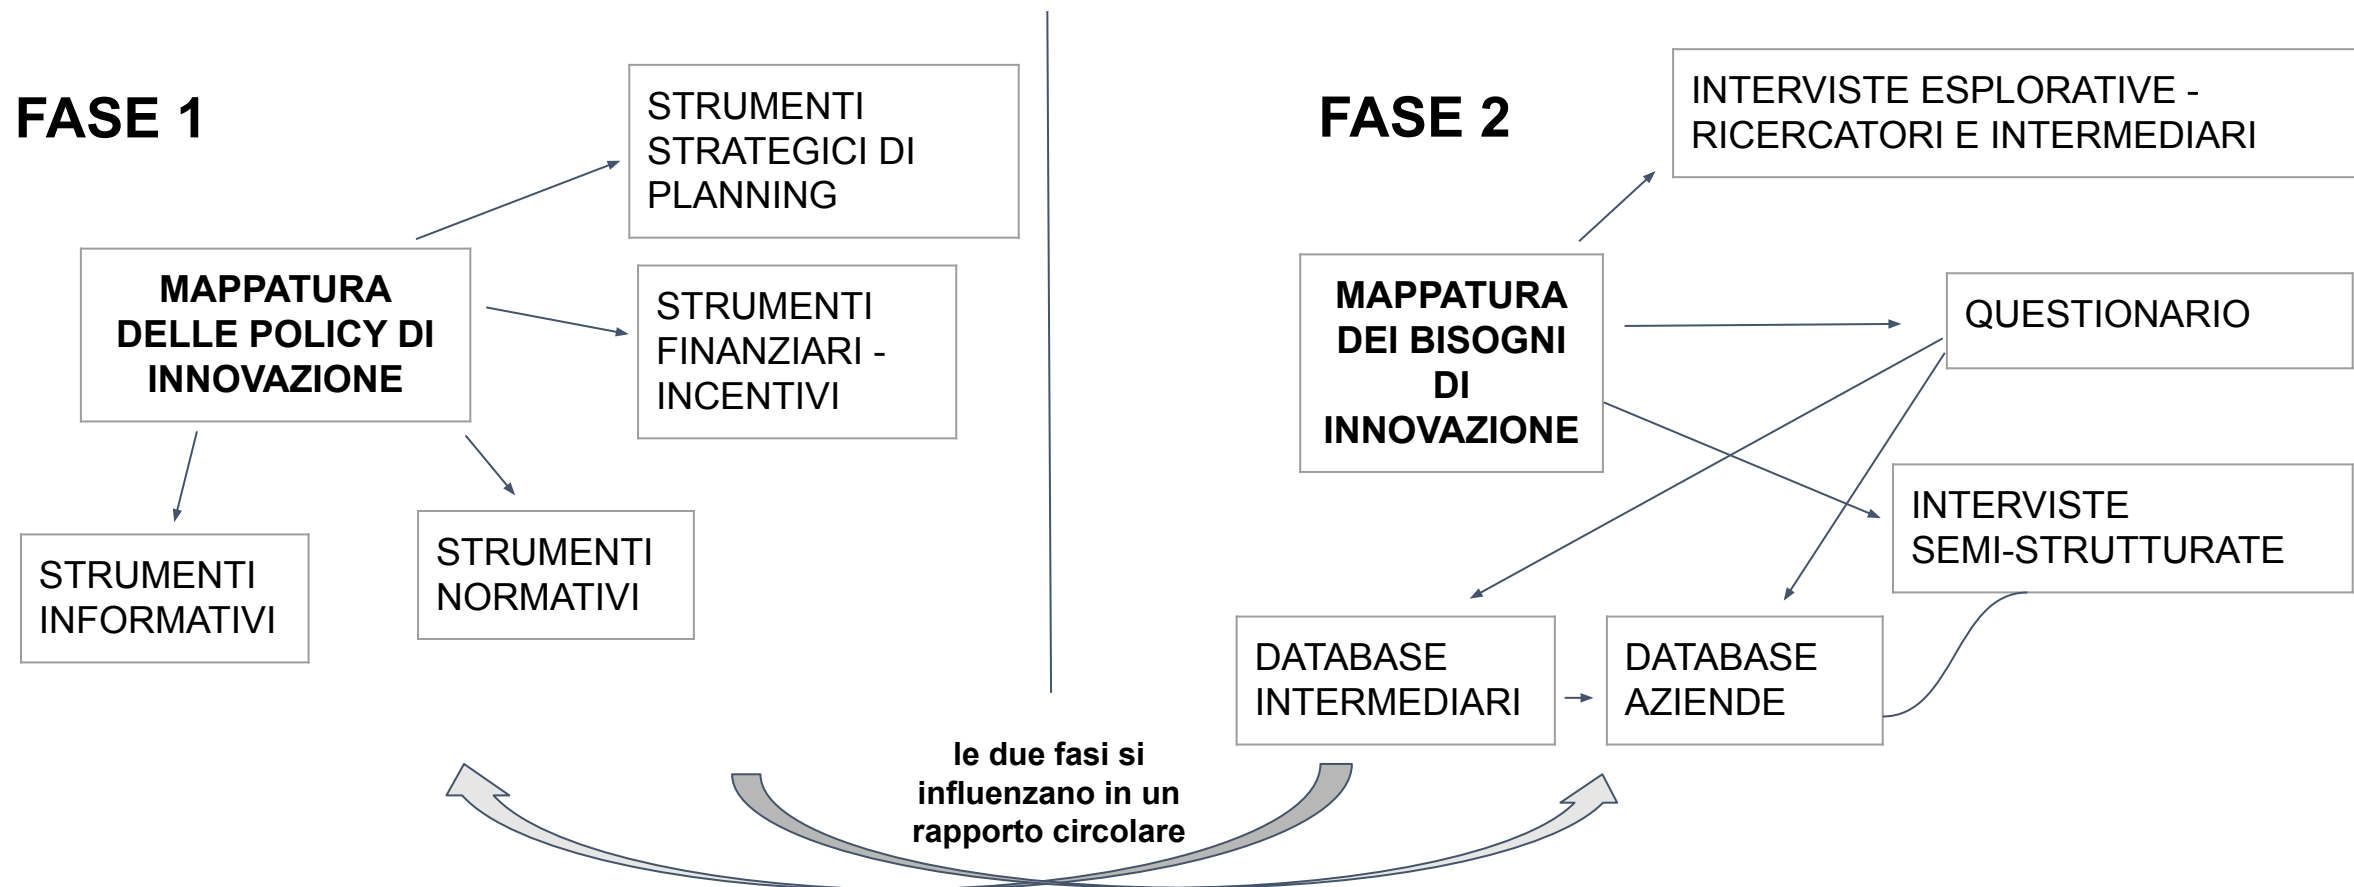 FASE 1
STRUMENTI
STRATEGICI DI
PLANNING
MAPPATURA
DELLE POLICY DI
INNOVAZIONE
STRUMENTI
FINANZIARI -
INCENTIVI
STRUMENTI
INFORMATIVI
STRUMENTI
NORMATIVI
FASE 2
INTERVISTE ESPLORATIVE -
RICERCATORI E INTERMEDIARI
MAPPATURA
DEI BISOGNI
DI
INNOVAZIONE
QUESTIONARIO
INTERVISTE
SEMI-STRUTTURATE
DATABASE
INTERMEDIARI
DATABASE
AZIENDE
le due fasi si
influenzano in un
rapporto circolare